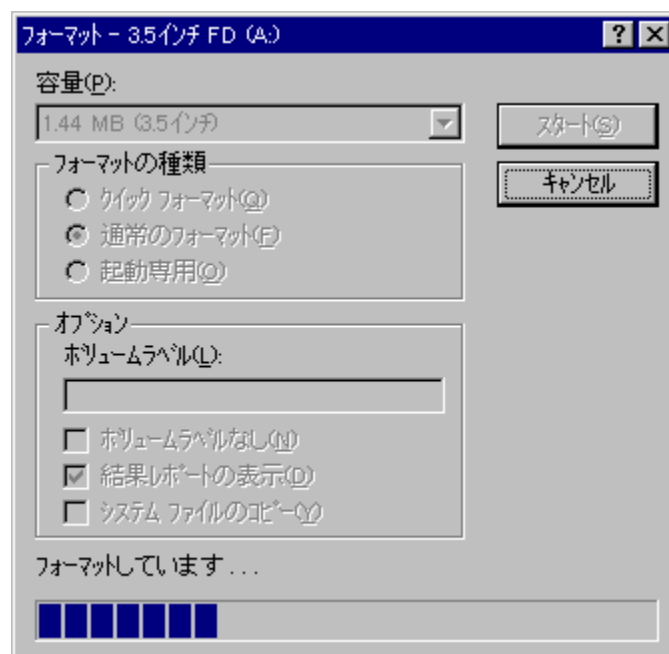 ﾌｫｰﾏｯﾄ - 3.5ｲﾝﾁ FD (A:)
容量(P):
1.44 MB (3.5ｲﾝﾁ)
ｽﾀｰﾄ(S)
ﾌｫｰﾏｯﾄの種類
ｷｬﾝｾﾙ
ｸｲｯｸ ﾌｫｰﾏｯﾄ(Q)
通常のﾌｫｰﾏｯﾄ(F)
起動専用(O)
ｵﾌﾟｼｮﾝ
ﾎﾞﾘｭｰﾑﾗﾍﾞﾙ(L):
ﾎﾞﾘｭｰﾑﾗﾍﾞﾙなし(N)
結果ﾚﾎﾟｰﾄの表示(D)
ｼｽﾃﾑ ﾌｧｲﾙのｺﾋﾟｰ(Y)
ﾌｫｰﾏｯﾄしています...